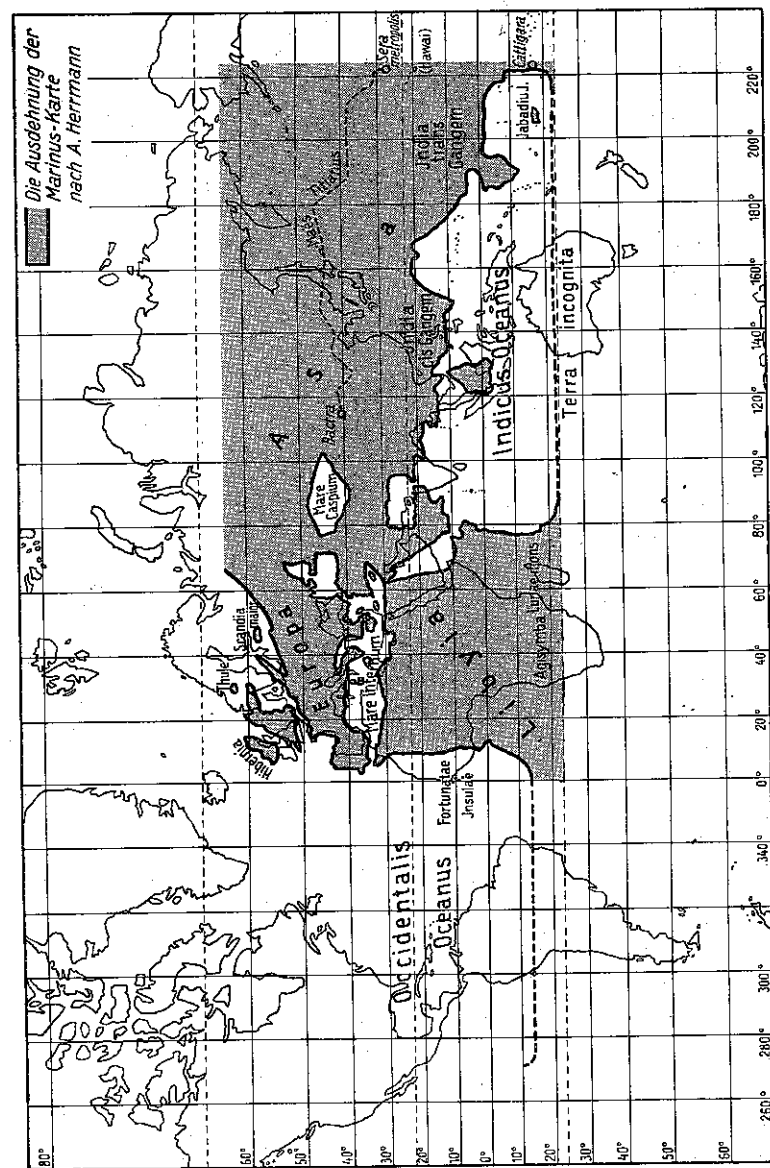 Die Ausdehnung der
Marinus-Karte
nach A. Herrmann
Sera
metropolis
(Hawai)
Cattigara
Jabadiu J.
India
trans
Gangem
India
cis Gangem
Indicus Oceanus
Terra incognita
A S i a
Bactra
Mare
Caspium
Europa
Scandia
Thule
Hibernia
Mare Internum
Agisymba
Fortunatae
Insulae
Occidentalis
Oceanus
80°
60°
50°
40°
30°
20°
10°
0°
10°
20°
30°
40°
50°
60°
260°
280°
300°
340°
0°
20°
40°
60°
80°
100°
120°
140°
160°
180°
200°
220°